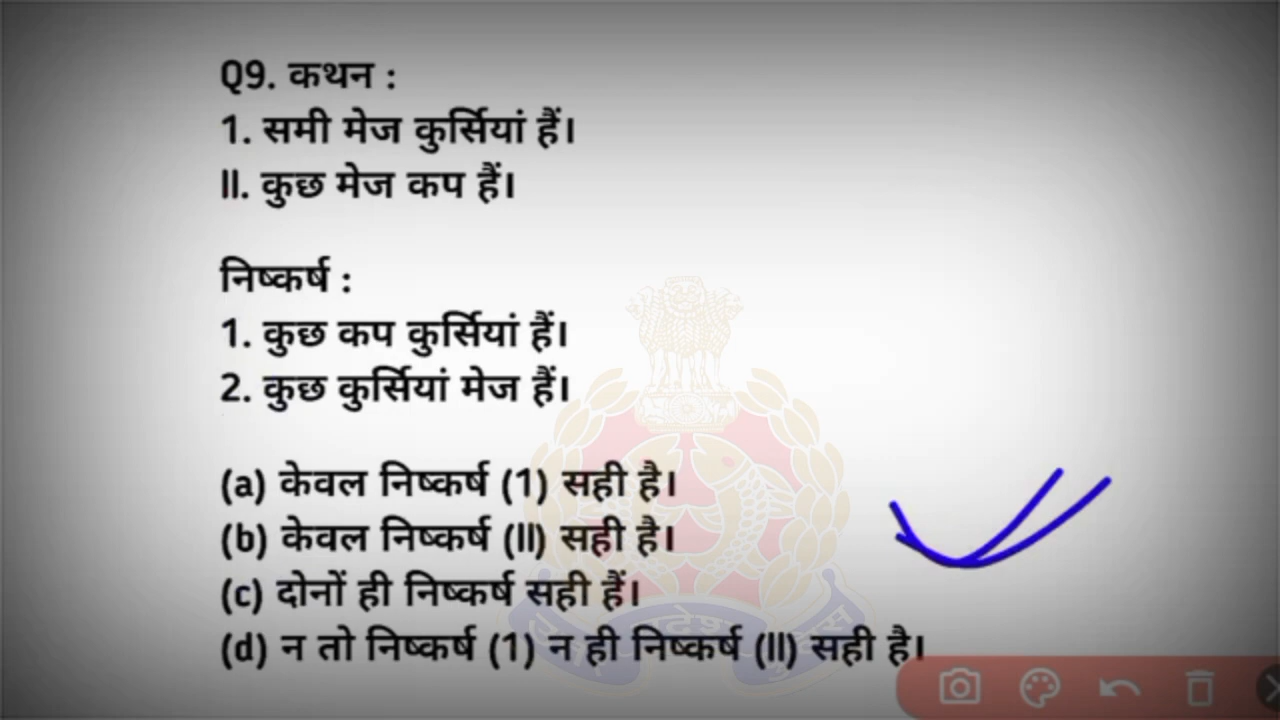 Q9. कथन :
1. समी मेज कुर्सियां हैं।
II. कुछ मेज कप हैं।
निष्कर्ष :
1. कुछ कप कुर्सियां हैं।
2. कुछ कुर्सियां मेज हैं।
(a) केवल निष्कर्ष (1) सही है।
(b) केवल निष्कर्ष (II) सही है।
(c) दोनों ही निष्कर्ष सही हैं।
(d) न तो निष्कर्ष (1) न ही निष्कर्ष (II) सही है।